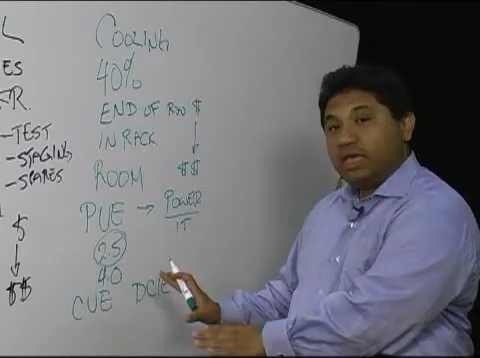 L
ES
R.
- TEST
- STAGING
- SPARES
$
$$
COOLING
40%
END OF ROW $
IN RACK
ROOM $$
PUE → POWER
IT
2.5
4.0
CUE DCIE